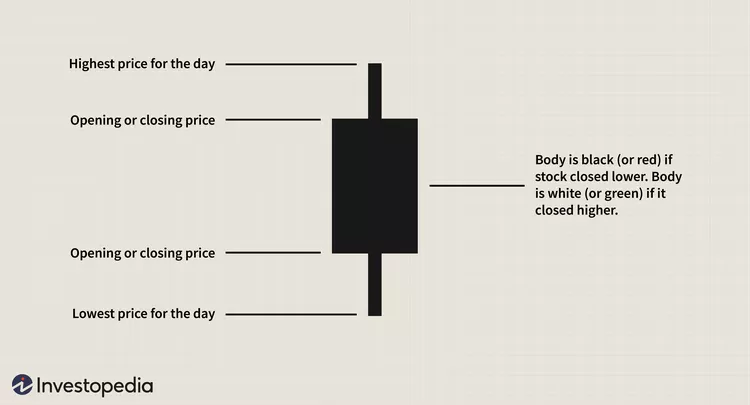 Highest price for the day
Opening or closing price
Body is black (or red) if
stock closed lower. Body
is white (or green) if it
closed higher.
Opening or closing price
Lowest price for the day
Investopedia